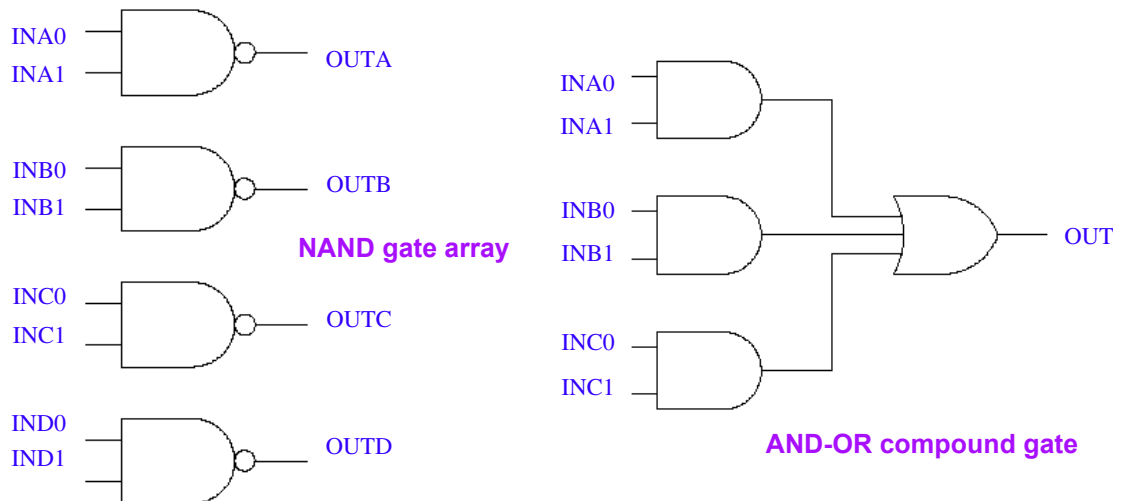 INA0
INA1
OUTA
INB0
INB1
OUTB
NAND gate array
INC0
INC1
OUTC
IND0
IND1
OUTD
INA0
INA1
INB0
INB1
OUT
INC0
INC1
AND-OR compound gate